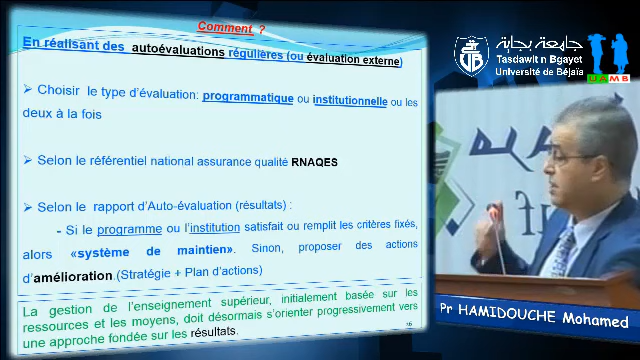 Comment ?
En réalisant des autoévaluations régulières (ou évaluation externe)
➢ Choisir le type d'évaluation: programmatique ou institutionnelle ou les
deux à la fois
➢ Selon le référentiel national assurance qualité RNAQES
➢ Selon le rapport d'Auto-évaluation (résultats) :
- Si le programme ou l'institution satisfait ou remplit les critères fixés,
alors «système de maintien». Sinon, proposer des actions
d'amélioration.(Stratégie + Plan d'actions)
La gestion de l'enseignement supérieur, initialement basée sur les
ressources et les moyens, doit désormais s'orienter progressivement vers
une approche fondée sur les résultats.
جامعة بجاية
Tasdawit n Bgayet
Université de Béjaïa
UAMB
Pr HAMIDOUCHE Mohamed